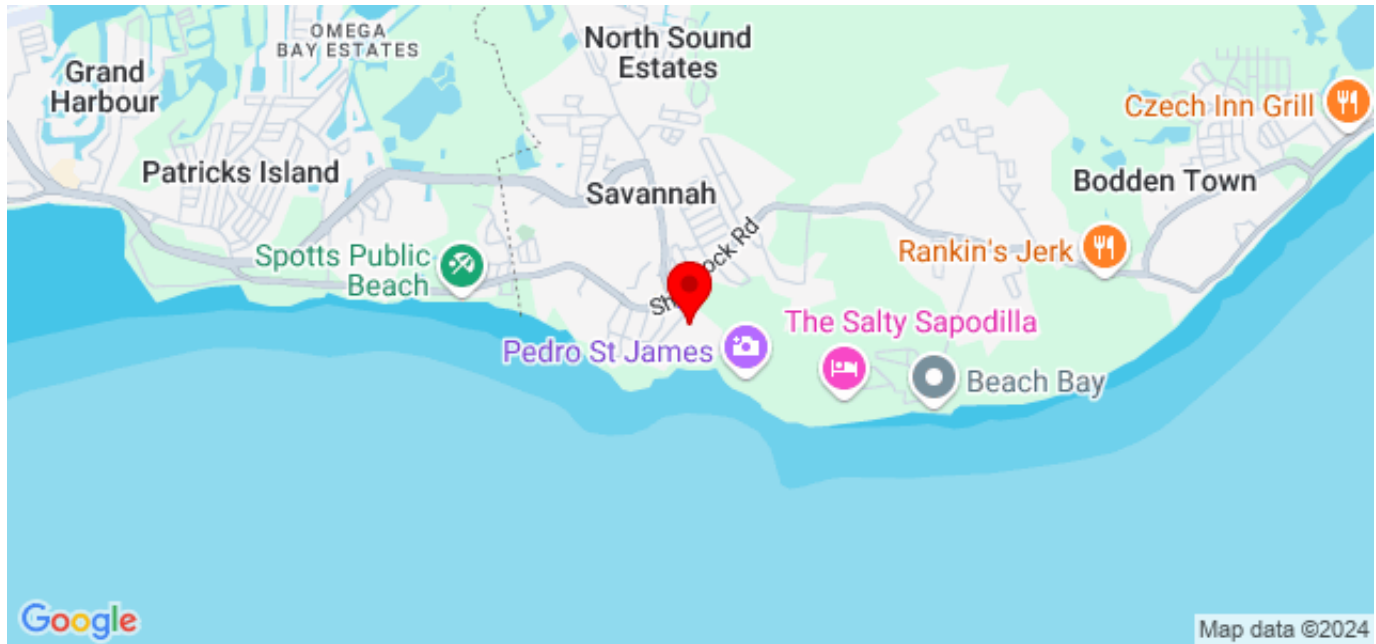 OMEGA
BAY ESTATES
North Sound
Estates
Grand
Harbour
Czech Inn Grill
Patricks Island
Savannah
Bodden Town
Spotts Public
Beach
Rankin's Jerk
The Salty Sapodilla
Pedro St James
Beach Bay
Google
Map data ©2024